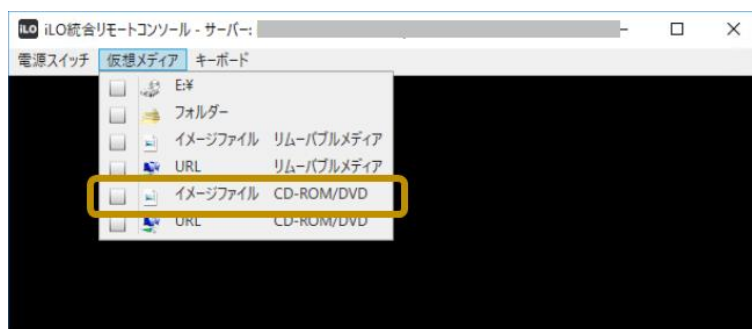 iLO iLO統合リモートコンソール - サーバー:
電源スイッチ 仮想メディア キーボード
E:¥
フォルダー
イメージファイル リムーバブルメディア
URL リムーバブルメディア
イメージファイル CD-ROM/DVD
URL CD-ROM/DVD